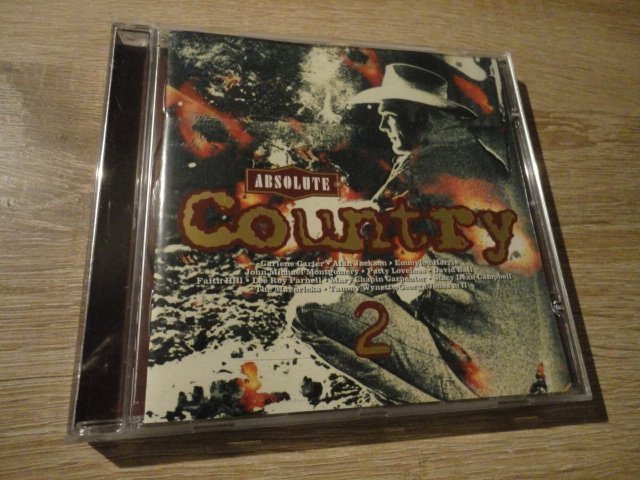 ABSOLUTE
Country
Carlene Carter • Alan Jackson • Emmylou Harris
John Michael Montgomery • Patty Loveless • David Ball
Faith Hill • Lee Roy Parnell • Mary Chapin Carpenter • Stacy Dean Campbell
The Mavericks • Tammy Wynette/George Jones m fl
2